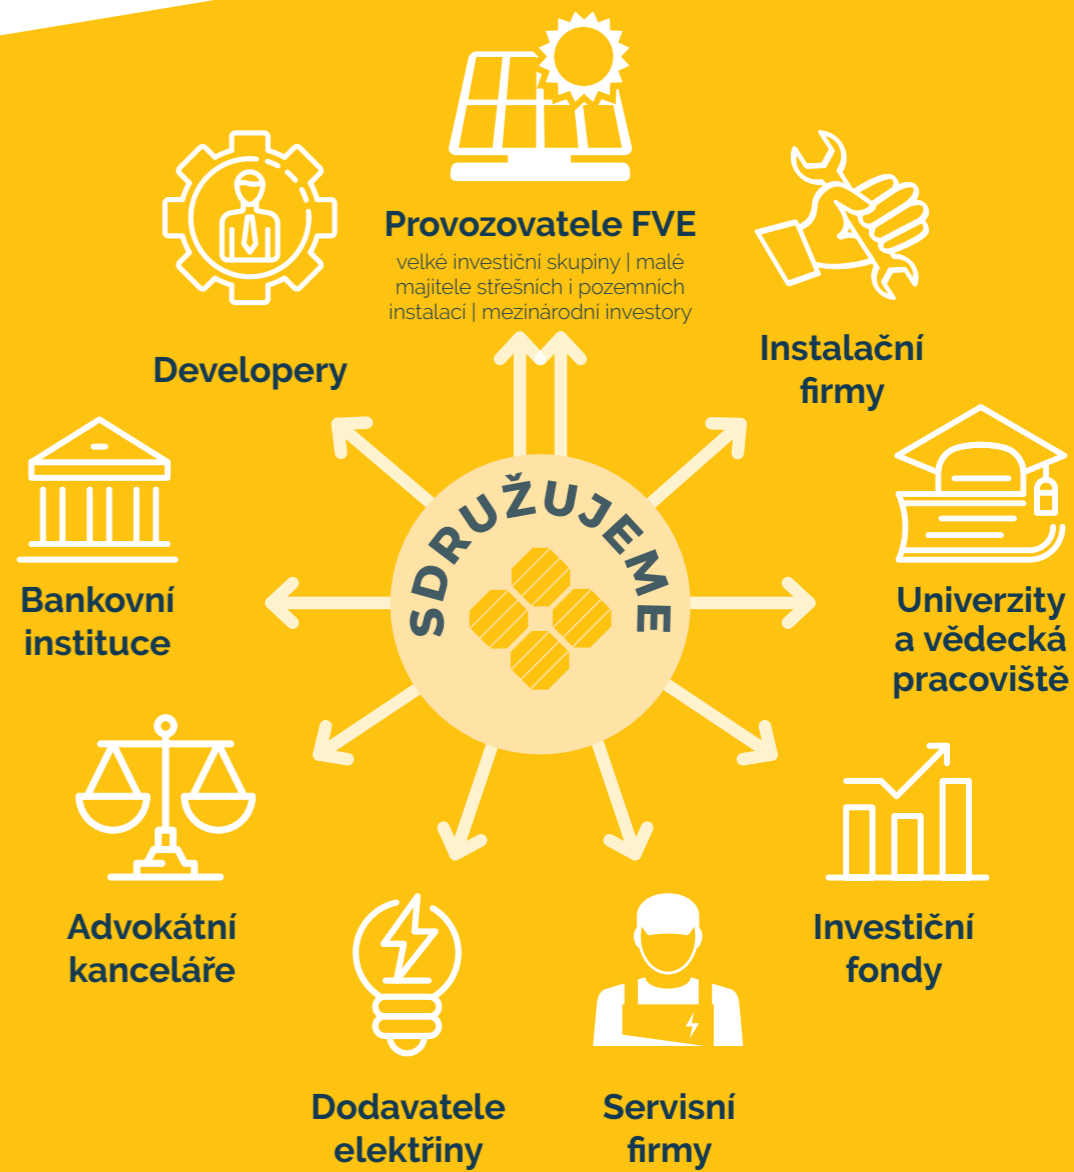 Provozovatele FVE
velké investiční skupiny | malé
majitele střešních i pozemních
instalací | mezinárodní investory
Developery
Instalační
firmy
Bankovní
instituce
SDRUŽUJEME
Univerzity
a vědecká
pracoviště
Advokátní
kanceláře
Investiční
fondy
Dodavatele
elektřiny
Servisní
firmy